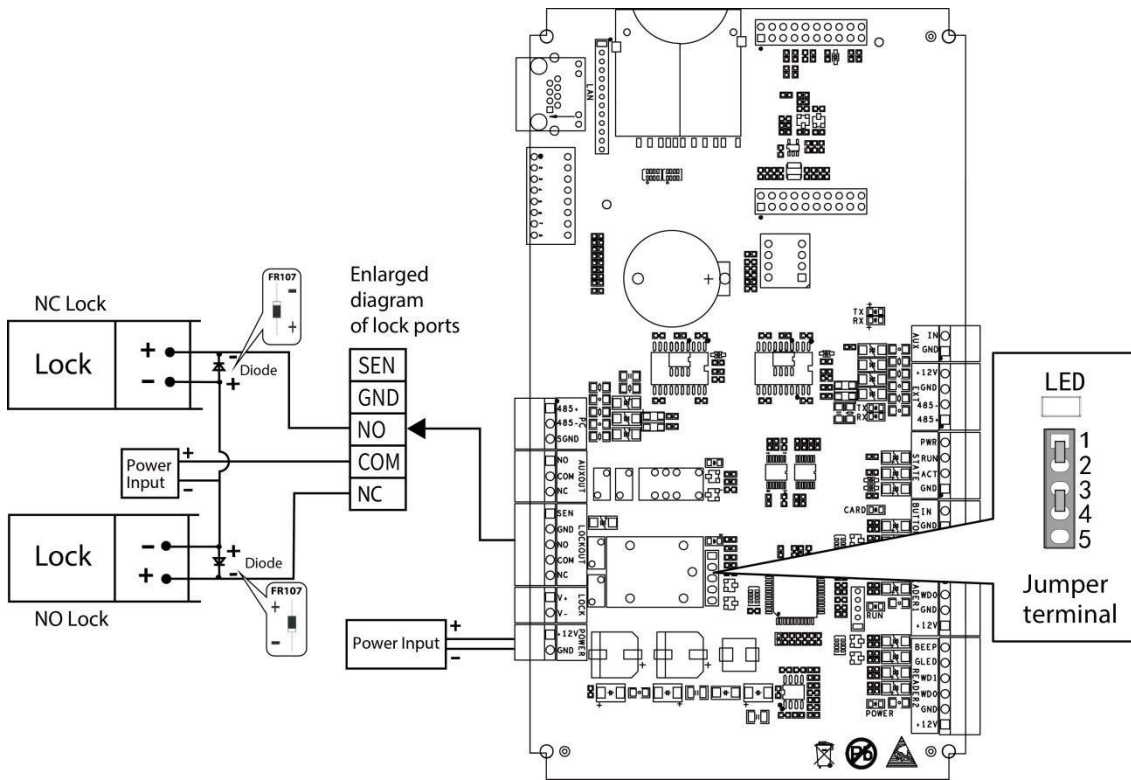 NC Lock
Lock
+
-
FR107
-
+
-
+
Diode
Enlarged
diagram
of lock ports
SEN
GND
NO
COM
NC
Power
Input
+
-
Lock
-
+
NO Lock
+
-
Diode
FR107
+
-
Power Input
+
-
LAN
+
PC
485+
485-
SGND
AUXOUT
NO
COM
NC
LOCKOUT
SEN
GND
NO
COM
NC
LOCK
V+
V-
POWER
+12V
GND
TX
RX
AUX
IN
GND
EXT
+12V
GND
485-
485+
TX
RX
STATE
PWR
RUN
ACT
GND
CARD
IN
GND
WD0
GND
+12V
RUN
READER2
BEEP
GLED
WD1
WD0
GND
+12V
POWER
Pb
LED
1
2
3
4
5
Jumper
terminal